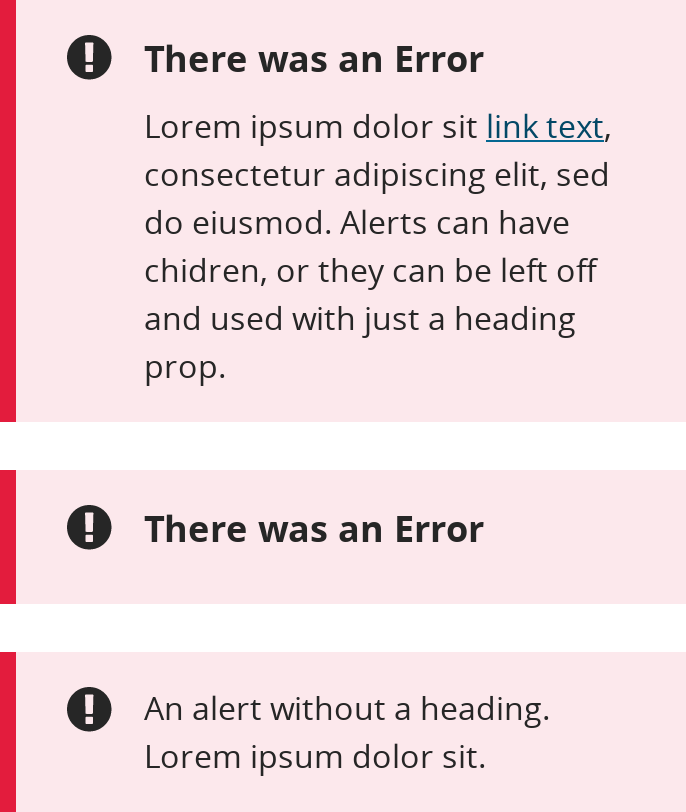 There was an Error
Lorem ipsum dolor sit link text,
consectetur adipiscing elit, sed
do eiusmod. Alerts can have
chidren, or they can be left off
and used with just a heading
prop.
There was an Error
An alert without a heading.
Lorem ipsum dolor sit.